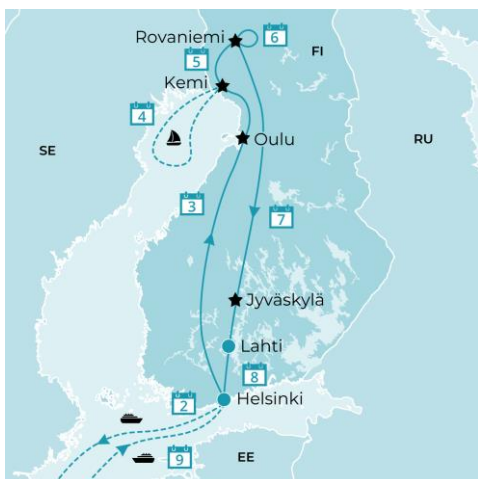 Rovaniemi
6
FI
5
Kemi
4
Oulu
RU
SE
3
7
Jyväskylä
Lahti
8
2
Helsinki
9
EE